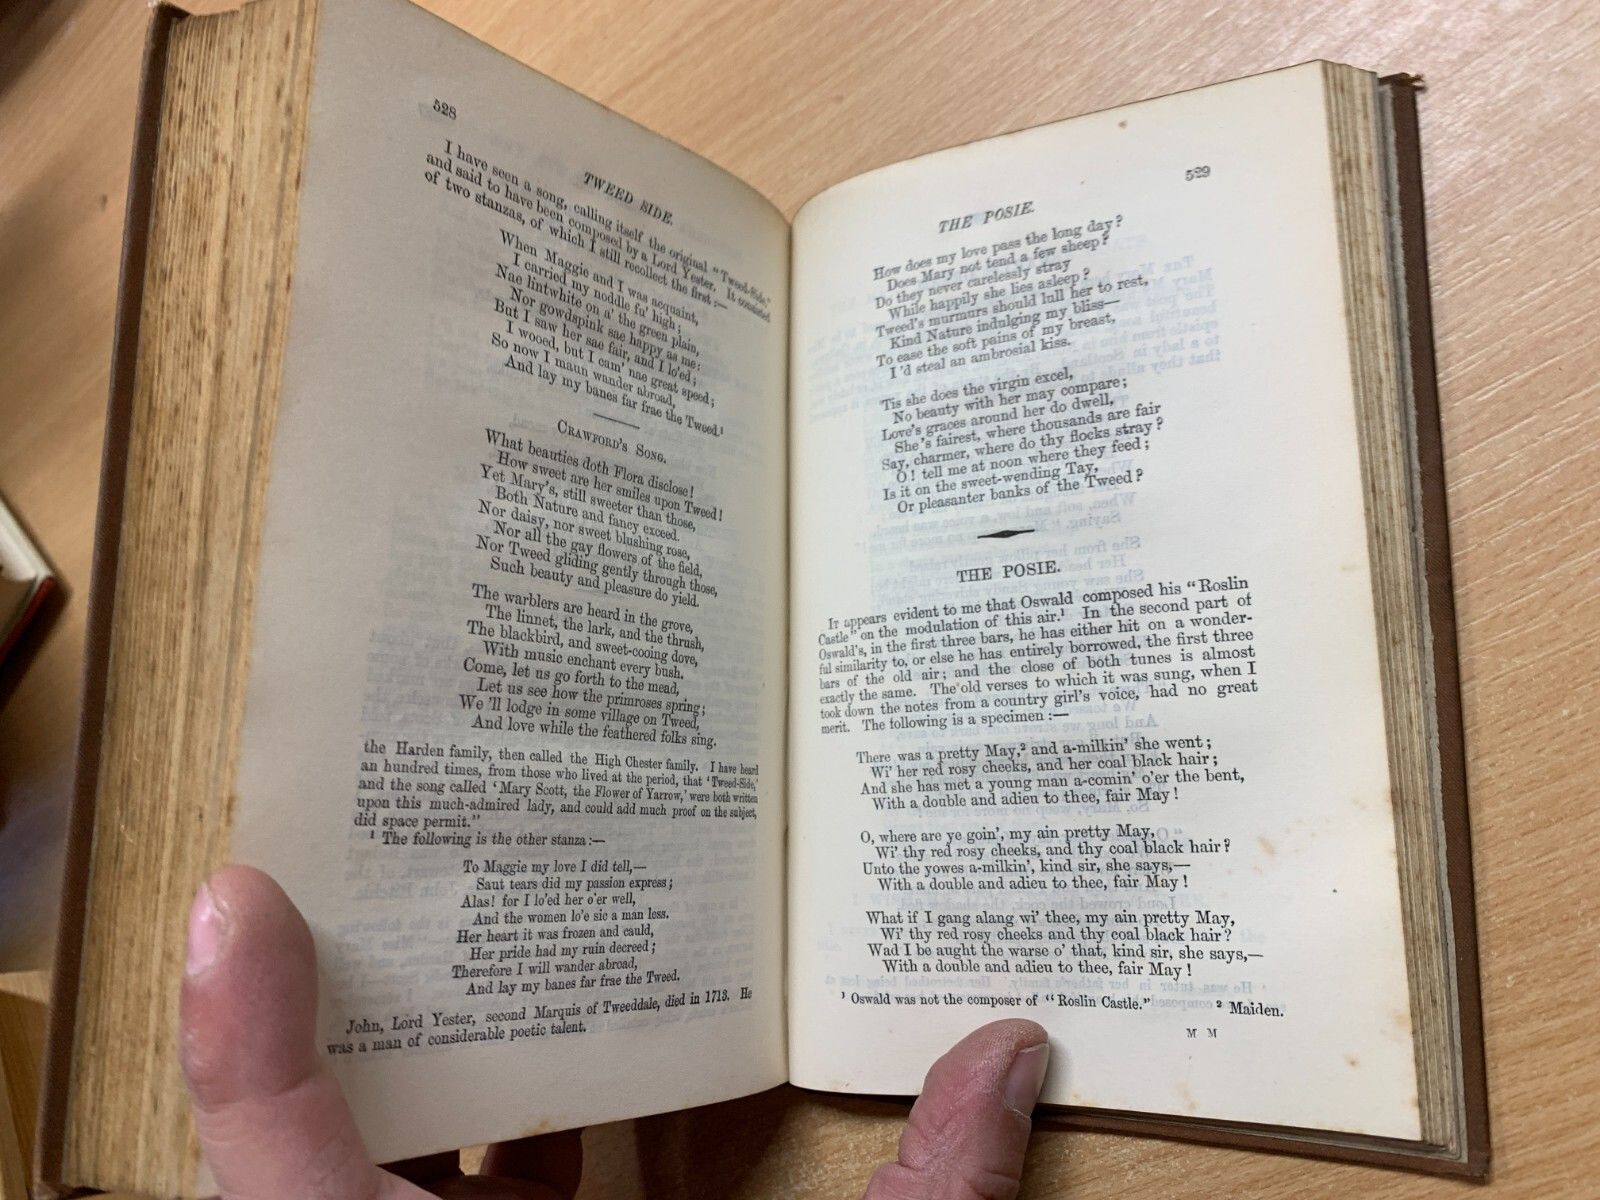 528
TWEED SIDE.
I have seen a song, calling itself the original "Tweed-Side,"
and said to have been composed by a Lord Yester. It consisted
of two stanzas, of which I still recollect the first:—
When Maggie and I was acquaint,
I carried my noddle fu' high;
Nae lintwhite on a' the green plain,
Nor gowdspink sae happy as me:
But I saw her sae fair, and I lo'ed;
I wooed, but I cam' nae great speed;
So now I maun wander abroad,
And lay my banes far frae the Tweed.¹
CRAWFORD'S SONG.
What beauties doth Flora disclose!
How sweet are her smiles upon Tweed!
Yet Mary's, still sweeter than those,
Both Nature and fancy exceed.
Nor daisy, nor sweet blushing rose,
Nor all the gay flowers of the field,
Nor Tweed gliding gently through those,
Such beauty and pleasure do yield.
The warblers are heard in the grove,
The linnet, the lark, and the thrush,
The blackbird, and sweet-cooing dove,
With music enchant every bush.
Come, let us go forth to the mead,
Let us see how the primroses spring;
We'll lodge in some village on Tweed,
And love while the feathered folks sing.
the Harden family, then called the High Chester family. I have heard
an hundred times, from those who lived at the period, that 'Tweed-Side,'
and the song called 'Mary Scott, the Flower of Yarrow,' were both written
upon this much-admired lady, and could add much proof on the subject,
did space permit."
¹ The following is the other stanza:—
To Maggie my love I did tell,—
Saut tears did my passion express;
Alas! for I lo'ed her o'er well,
And the women lo'e sic a man less.
Her heart it was frozen and cauld,
Her pride had my ruin decreed;
Therefore I will wander abroad,
And lay my banes far frae the Tweed.
John, Lord Yester, second Marquis of Tweeddale, died in 1713. He
was a man of considerable poetic talent.
THE POSIE.
529
How does my love pass the long day?
Does Mary not tend a few sheep?
Do they never carelessly stray
While happily she lies asleep?
Tweed's murmurs should lull her to rest,
Kind Nature indulging my bliss—
To ease the soft pains of my breast,
I'd steal an ambrosial kiss.
'Tis she does the virgin excel,
No beauty with her may compare;
Love's graces around her do dwell,
She's fairest, where thousands are fair
Say, charmer, where do thy flocks stray?
O! tell me at noon where they feed;
Is it on the sweet-wending Tay,
Or pleasanter banks of the Tweed?
THE POSIE.
It appears evident to me that Oswald composed his "Roslin
Castle" on the modulation of this air.¹ In the second part of
Oswald's, in the first three bars, he has either hit on a wonder-
ful similarity to, or else he has entirely borrowed, the first three
bars of the old air; and the close of both tunes is almost
exactly the same. The old verses to which it was sung, when I
took down the notes from a country girl's voice, had no great
merit. The following is a specimen:—
There was a pretty May,² and a-milkin' she went;
Wi' her red rosy cheeks, and her coal black hair;
And she has met a young man a-comin' o'er the bent,
With a double and adieu to thee, fair May!
O, where are ye goin', my ain pretty May,
Wi' thy red rosy cheeks, and thy coal black hair?
Unto the yowes a-milkin', kind sir, she says,—
With a double and adieu to thee, fair May!
What if I gang alang wi' thee, my ain pretty May,
Wi' thy red rosy cheeks and thy coal black hair?
Wad I be aught the warse o' that, kind sir, she says,—
With a double and adieu to thee, fair May!
¹ Oswald was not the composer of "Roslin Castle." ² Maiden.
M M